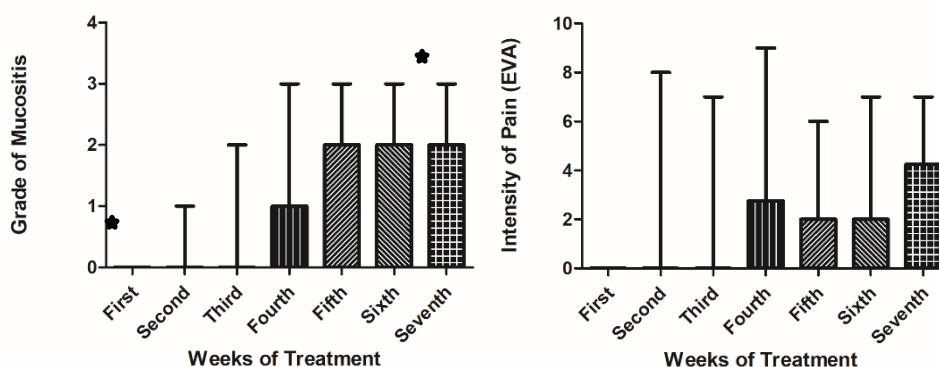 Grade of Mucositis
4
3
2
1
0
First
Second
Third
Fourth
Fifth
Sixth
Seventh
Weeks of Treatment
Intensity of Pain (EVA)
10
8
6
4
2
0
First
Second
Third
Fourth
Fifth
Sixth
Seventh
Weeks of Treatment